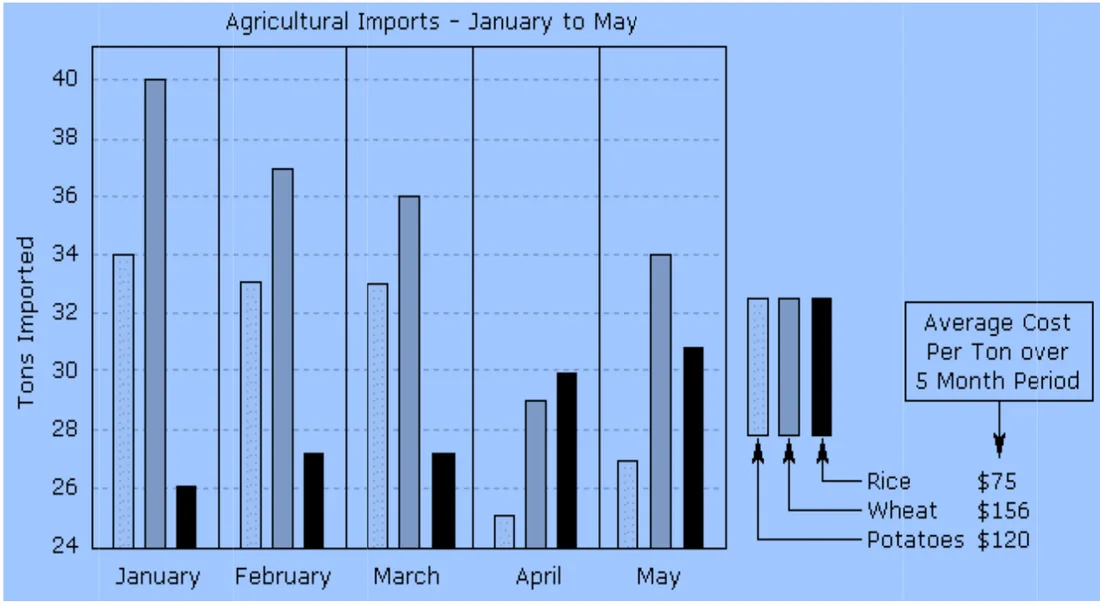 Agricultural Imports - January to May
Tons Imported
40
38
36
34
32
30
28
26
24
January February March April May
Average Cost
Per Ton over
5 Month Period
Rice $75
Wheat $156
Potatoes $120